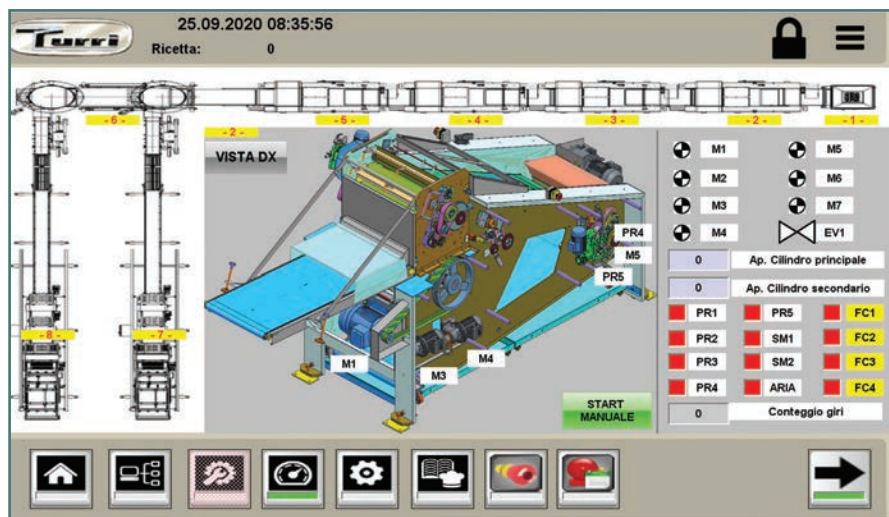 Turri
25.09.2020 08:35:56
Ricetta: 0
- 6 -
- 5 -
- 4 -
- 3 -
- 2 -
- 1 -
- 2 -
VISTA DX
PR4
M5
PR5
M1
M3
M4
START
MANUALE
- 8 -
- 7 -
M1 M5
M2 M6
M3 M7
M4 EV1
0 Ap. Cilindro principale
0 Ap. Cilindro secondario
PR1 PR5 FC1
PR2 SM1 FC2
PR3 SM2 FC3
PR4 ARIA FC4
0 Conteggio giri